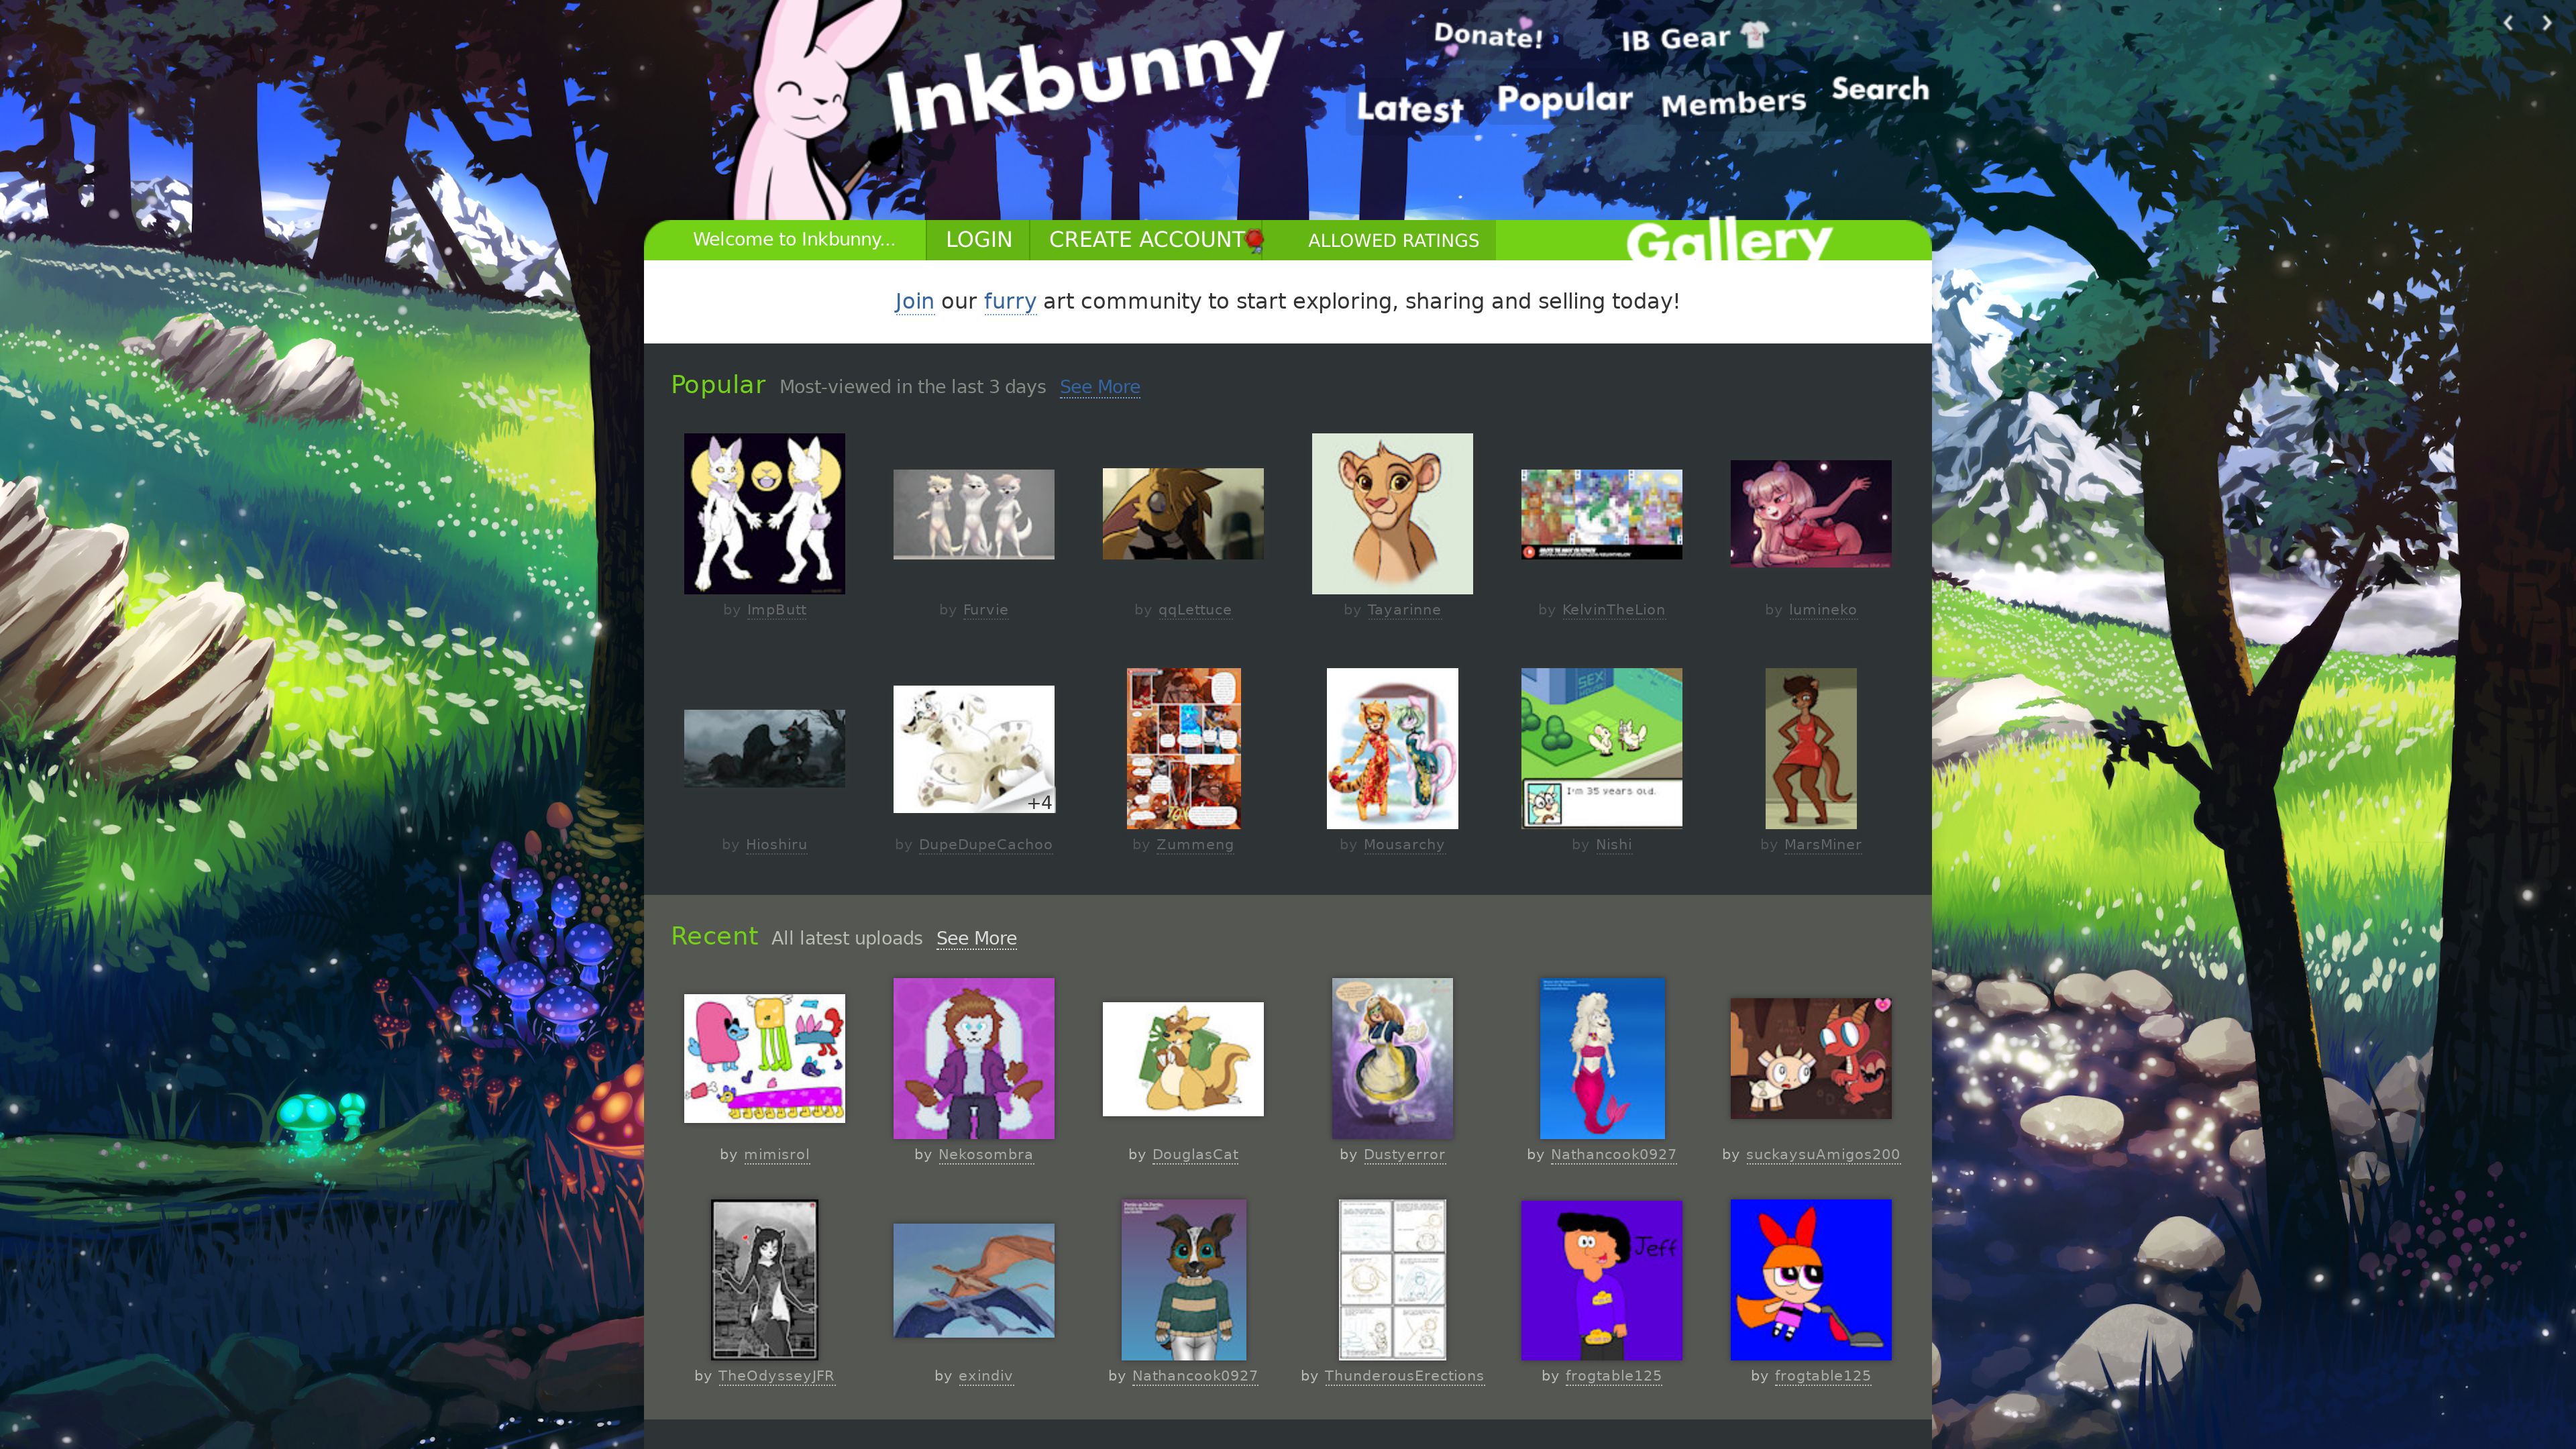 Inkbunny
Donate!
IB Gear
Latest
Popular
Members
Search
Welcome to Inkbunny...
LOGIN
CREATE ACCOUNT
ALLOWED RATINGS
Gallery
Join our furry art community to start exploring, sharing and selling today!
Popular Most-viewed in the last 3 days See More
by ImpButt
by Furvie
by qqLettuce
by Tayarinne
by KelvinTheLion
by lumineko
SEX
I'm 35 years old.
+4
by Hioshiru
by DupeDupeCachoo
by Zummeng
by Mousarchy
by Nishi
by MarsMiner
Recent All latest uploads See More
by mimisrol
by Nekosombra
by DouglasCat
by Dustyerror
by Nathancook0927
by suckaysuAmigos200
Jeff
by TheOdysseyJFR
by exindiv
by Nathancook0927
by ThunderousErections
by frogtable125
by frogtable125